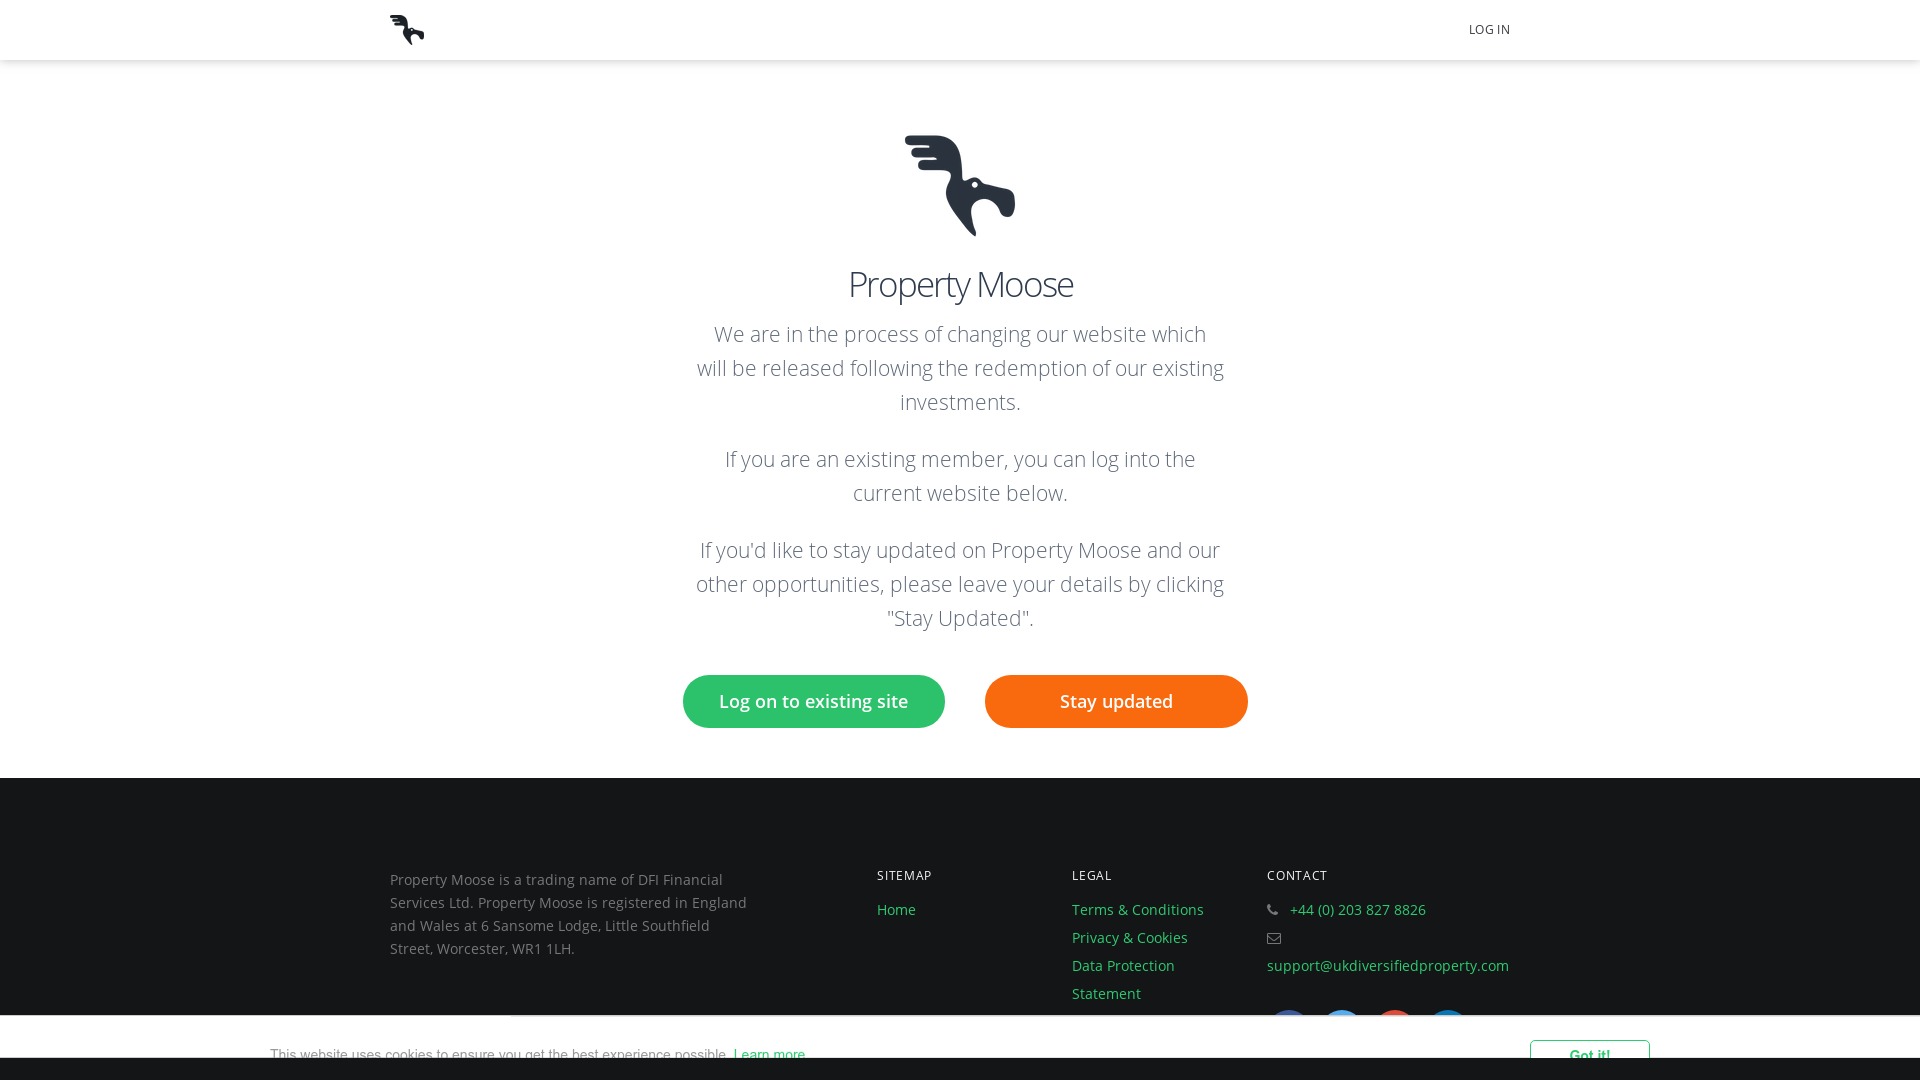 LOG IN
Property Moose
We are in the process of changing our website which
will be released following the redemption of our existing
investments.
If you are an existing member, you can log into the
current website below.
If you'd like to stay updated on Property Moose and our
other opportunities, please leave your details by clicking
"Stay Updated".
Log on to existing site
Stay updated
Property Moose is a trading name of DFI Financial
Services Ltd. Property Moose is registered in England
and Wales at 6 Sansome Lodge, Little Southfield
Street, Worcester, WR1 1LH.
SITEMAP
Home
LEGAL
Terms & Conditions
Privacy & Cookies
Data Protection
Statement
CONTACT
+44 (0) 203 827 8826
support@ukdiversifiedproperty.com
This website uses cookies to ensure you get the best experience possible. Learn more
Got it!